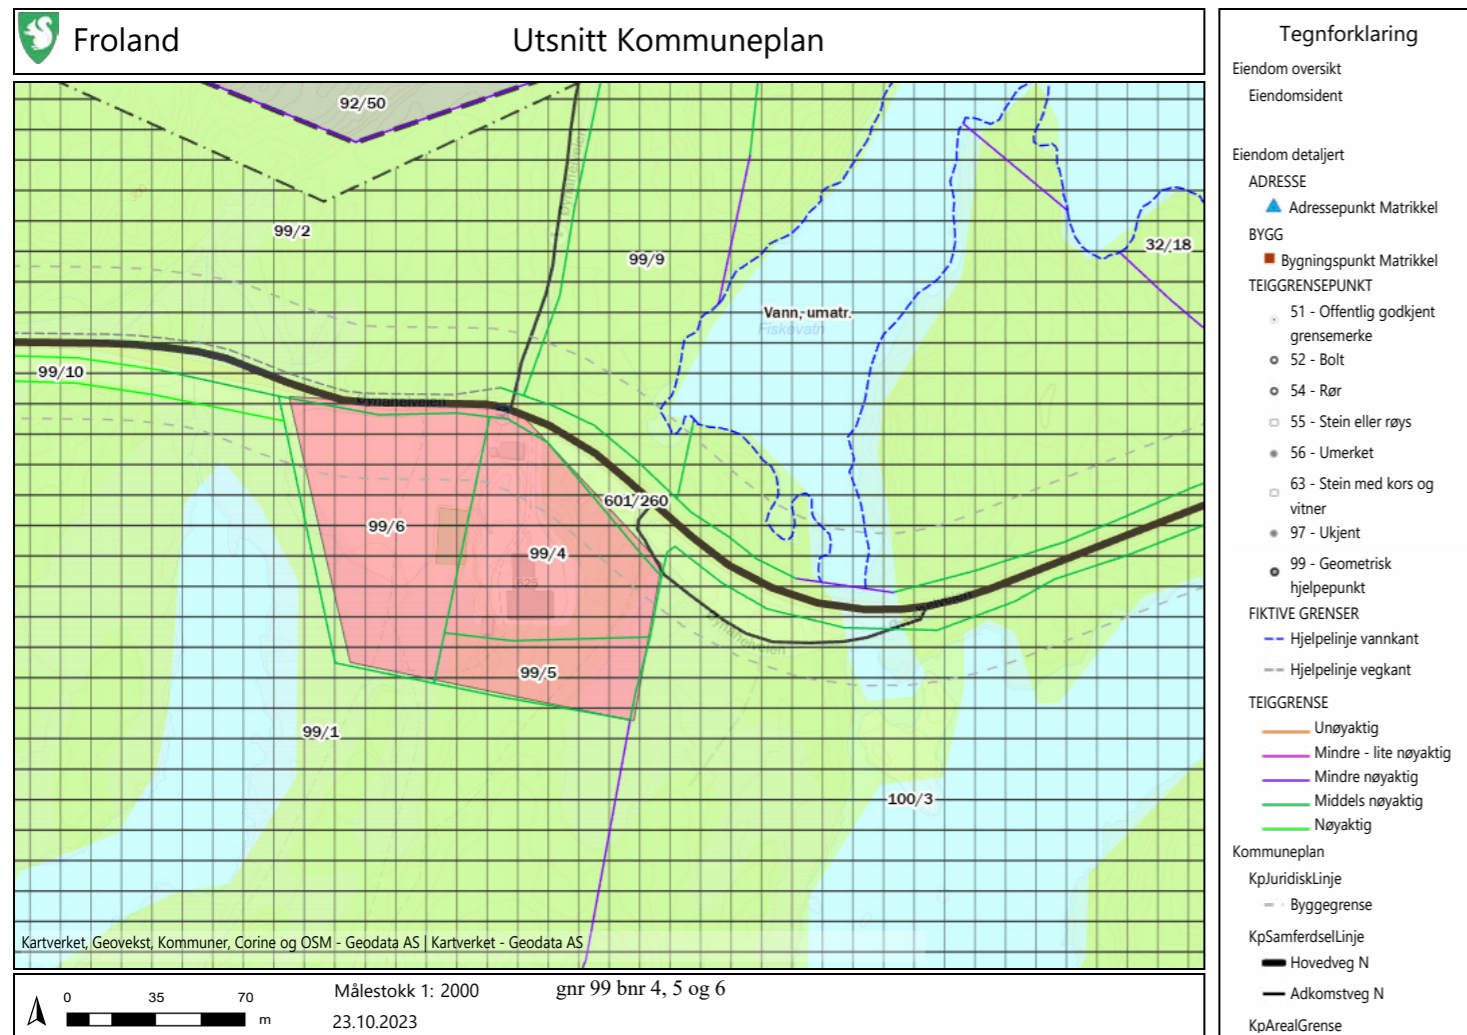 Froland
Utsnitt Kommuneplan
92/50
99/2
99/9
32/18
Vann, umatr.
Fiskevatn
99/10
601/260
99/6
99/4
625
99/5
99/1
100/3
Kartverket, Geovekst, Kommuner, Corine og OSM - Geodata AS | Kartverket - Geodata AS
0 35 70
m
Målestokk 1: 2000
gnr 99 bnr 4, 5 og 6
23.10.2023
Tegnforklaring
Eiendom oversikt
Eiendomsident
Eiendom detaljert
ADRESSE
Adressepunkt Matrikkel
BYGG
Bygningspunkt Matrikkel
TEIGGRENSEPUNKT
51 - Offentlig godkjent
grensemerke
52 - Bolt
54 - Rør
55 - Stein eller røys
56 - Umerket
63 - Stein med kors og
vitner
97 - Ukjent
99 - Geometrisk
hjelpepunkt
FIKTIVE GRENSER
Hjelpelinje vannkant
Hjelpelinje vegkant
TEIGGRENSE
Unøyaktig
Mindre - lite nøyaktig
Mindre nøyaktig
Middels nøyaktig
Nøyaktig
Kommuneplan
KpJuridiskLinje
Byggegrense
KpSamferdselLinje
Hovedveg N
Adkomstveg N
KpArealGrense